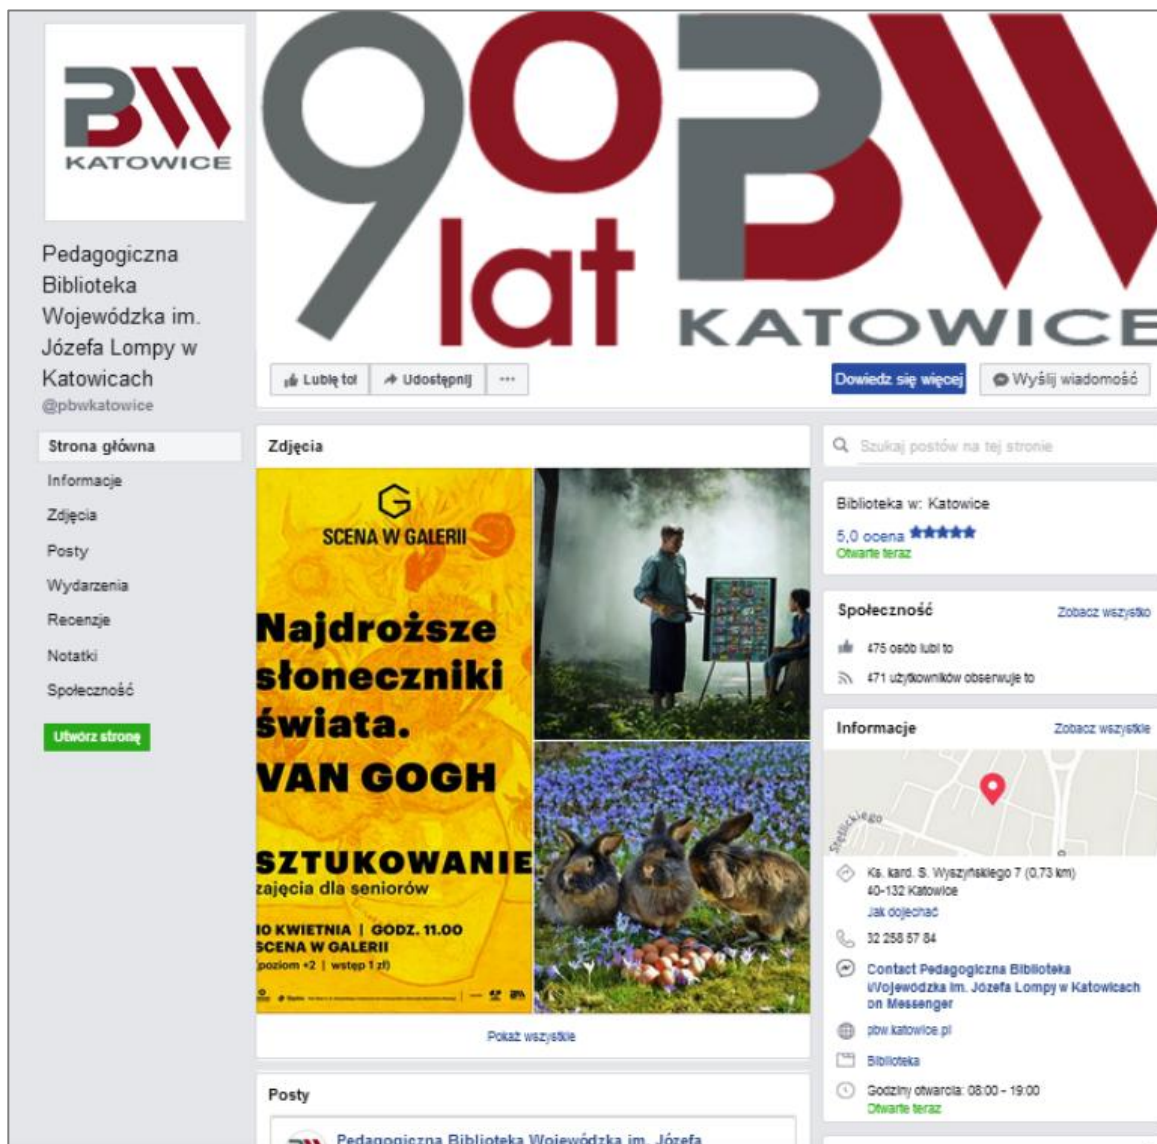 PBW
KATOWICE
Pedagogiczna
Biblioteka
Wojewódzka im.
Józefa Lompy w
Katowicach
@pbwkatowice
Strona główna
Informacje
Zdjęcia
Posty
Wydarzenia
Recenzje
Notatki
Społeczność
Utwórz stronę
90 lat
PBW
KATOWICE
Lubię to!
Udostępnij
Dowiedz się więcej
Wyślij wiadomość
Zdjęcia
SCENA W GALERII
Najdroższe
słoneczniki
świata.
VAN GOGH
SZTUKOWANIE
zajęcia dla seniorów
10 KWIETNIA | GODZ. 11.00
SCENA W GALERII
(poziom +2 | wstęp 1 zł)
Pokaż wszystkie
Posty
Pedagogiczna Biblioteka Wojewódzka im. Józefa
Szukaj postów na tej stronie
Biblioteka w: Katowice
5,0 ocena ★★★★★
Otwarte teraz
Społeczność
Zobacz wszystko
475 osób lubi to
471 użytkowników obserwuje to
Informacje
Zobacz wszystkie
Stęślickiego
Ks. kard. S. Wyszyńskiego 7 (0,73 km)
40-132 Katowice
Jak dojechać
32 258 57 84
Contact Pedagogiczna Biblioteka
Wojewódzka im. Józefa Lompy w Katowicach
on Messenger
pbw.katowice.pl
Biblioteka
Godziny otwarcia: 08:00 - 19:00
Otwarte teraz